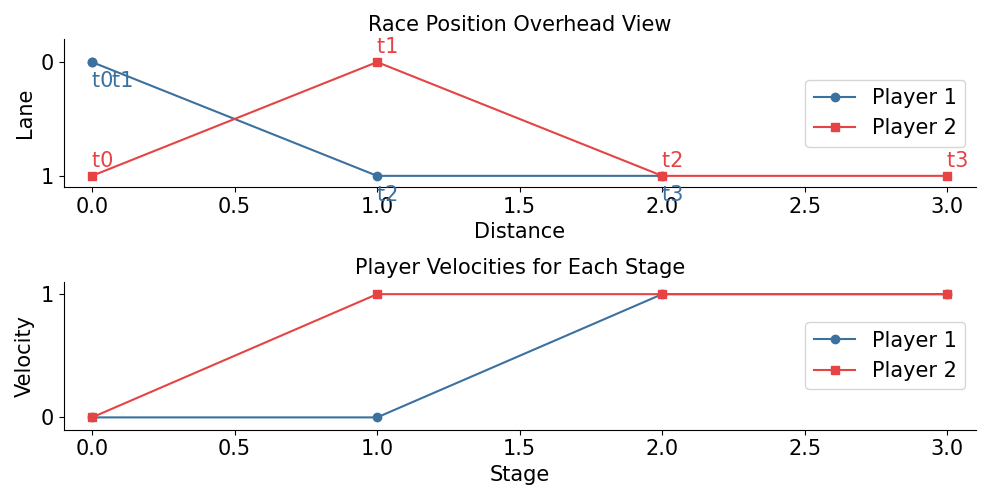 Race Position Overhead View
0
1
Lane
t0
t1
t2
t3
t0
t1
t2
t3
Player 1
Player 2
0.0 0.5 1.0 1.5 2.0 2.5 3.0
Distance
Player Velocities for Each Stage
1
0
Velocity
Player 1
Player 2
0.0 0.5 1.0 1.5 2.0 2.5 3.0
Stage